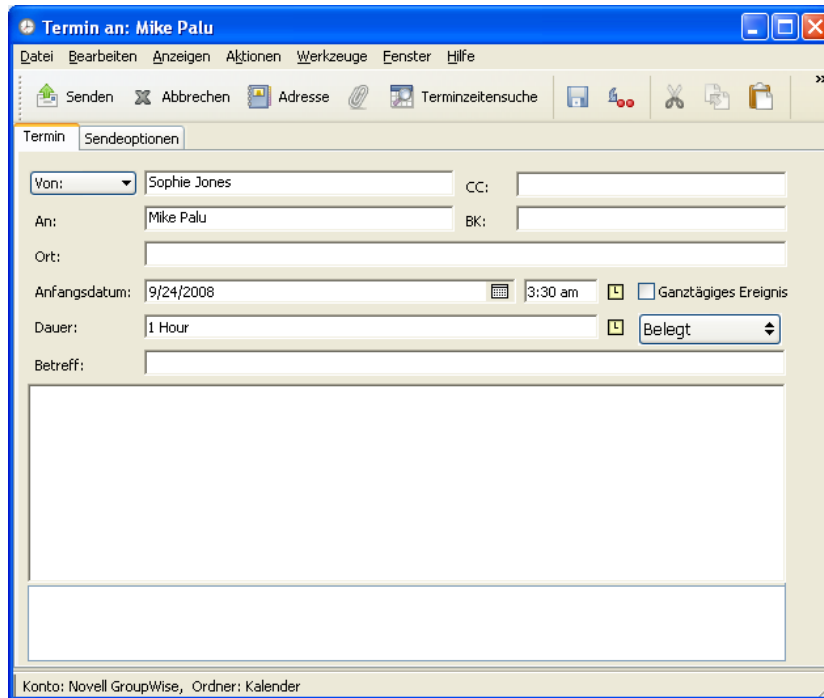 Termin an: Mike Palu
Datei Bearbeiten Anzeigen Aktionen Werkzeuge Fenster Hilfe
Senden Abbrechen Adresse Terminzeitensuche »
Termin Sendeoptionen
Von: Sophie Jones CC:
An: Mike Palu BK:
Ort:
Anfangsdatum: 9/24/2008 3:30 am Ganztägiges Ereignis
Dauer: 1 Hour Belegt
Betreff:
Konto: Novell GroupWise, Ordner: Kalender